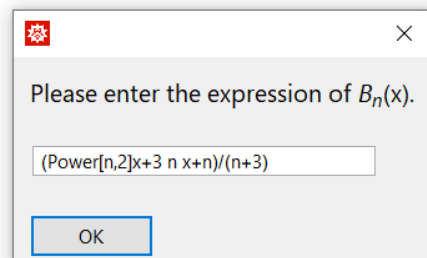 Please enter the expression of Bn(x).
(Power[n,2]x+3 n x+n)/(n+3)
OK